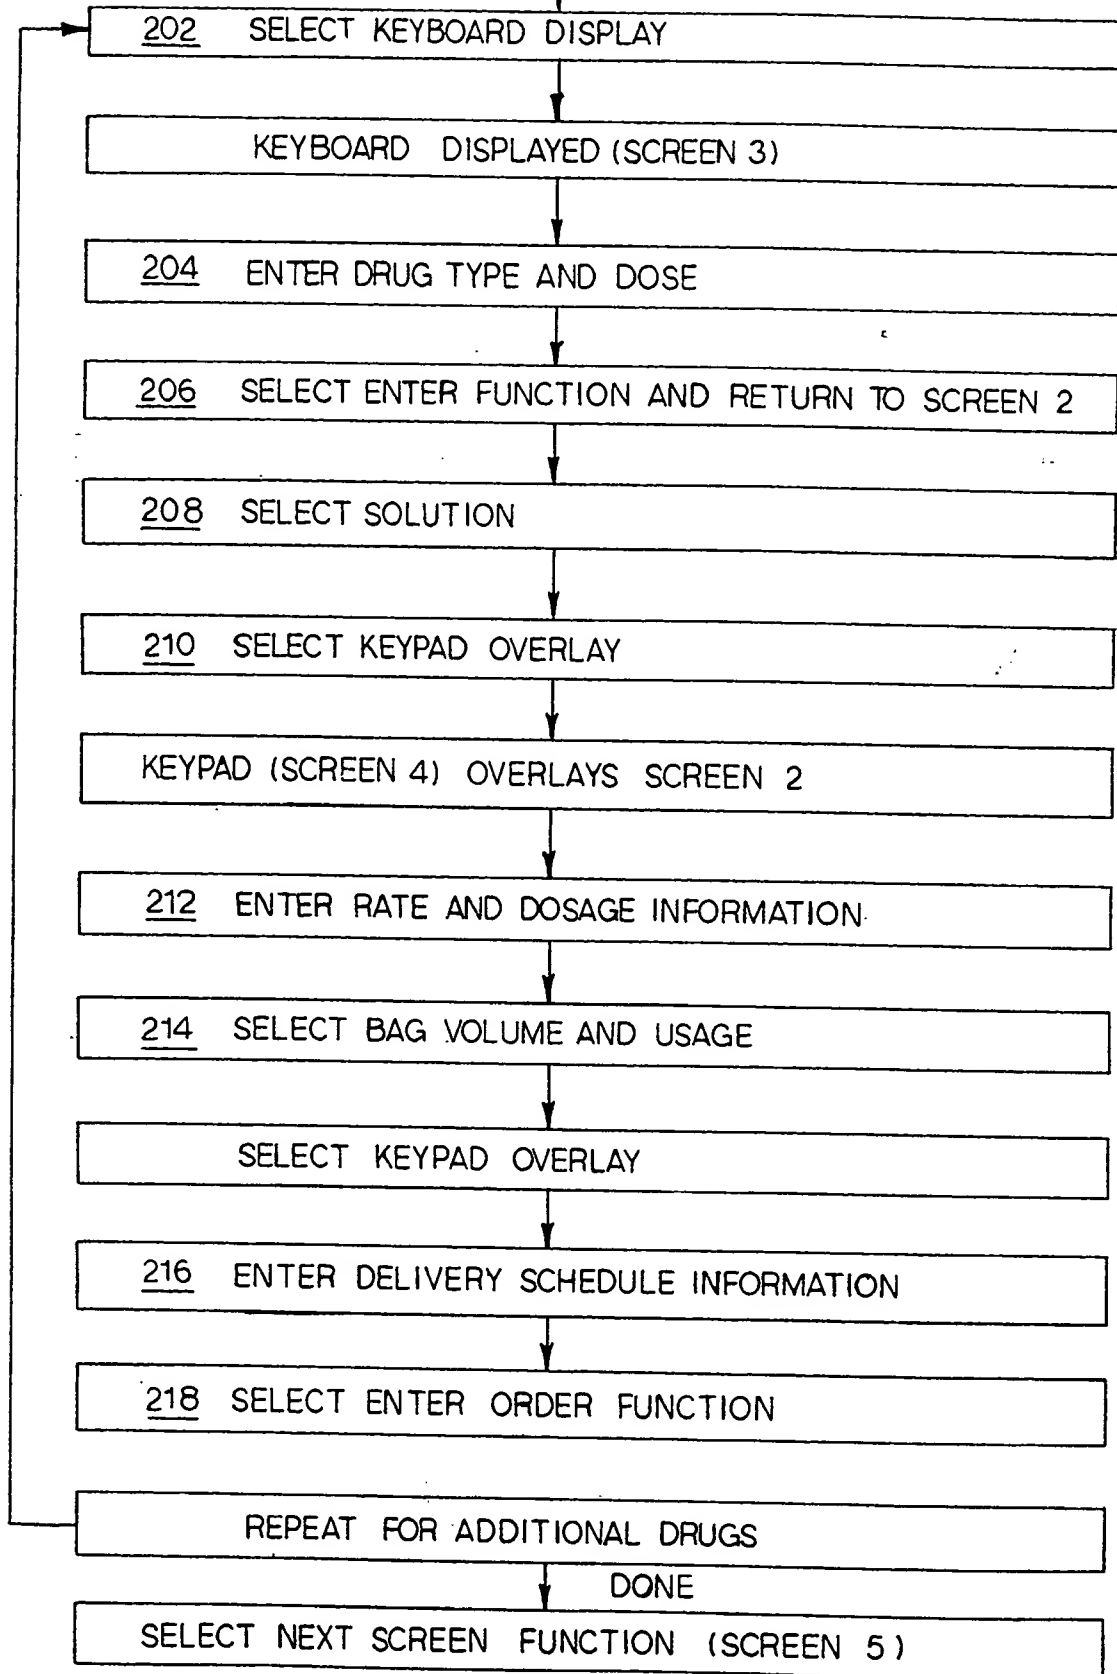 202 SELECT KEYBOARD DISPLAY
KEYBOARD DISPLAYED (SCREEN 3)
204 ENTER DRUG TYPE AND DOSE
206 SELECT ENTER FUNCTION AND RETURN TO SCREEN 2
208 SELECT SOLUTION
210 SELECT KEYPAD OVERLAY
KEYPAD (SCREEN 4) OVERLAYS SCREEN 2
212 ENTER RATE AND DOSAGE INFORMATION
214 SELECT BAG VOLUME AND USAGE
SELECT KEYPAD OVERLAY
216 ENTER DELIVERY SCHEDULE INFORMATION
218 SELECT ENTER ORDER FUNCTION
REPEAT FOR ADDITIONAL DRUGS
DONE
SELECT NEXT SCREEN FUNCTION (SCREEN 5)